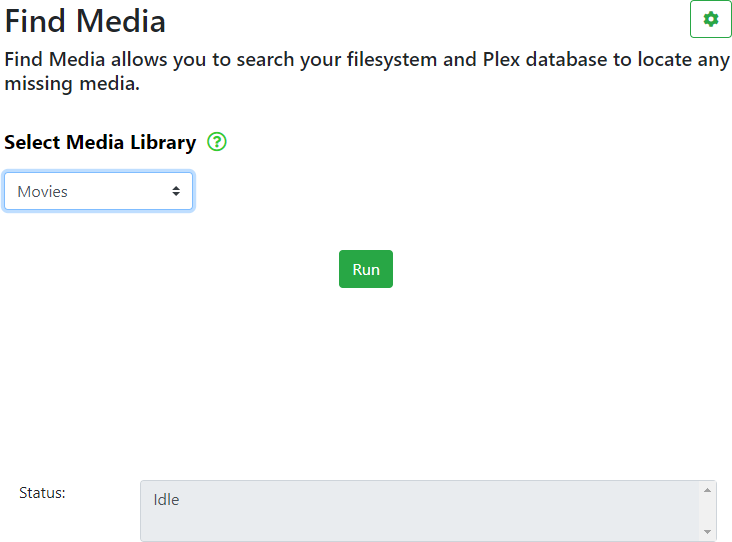 Find Media
Find Media allows you to search your filesystem and Plex database to locate any
missing media.
Select Media Library
Movies
Run
Status:
Idle